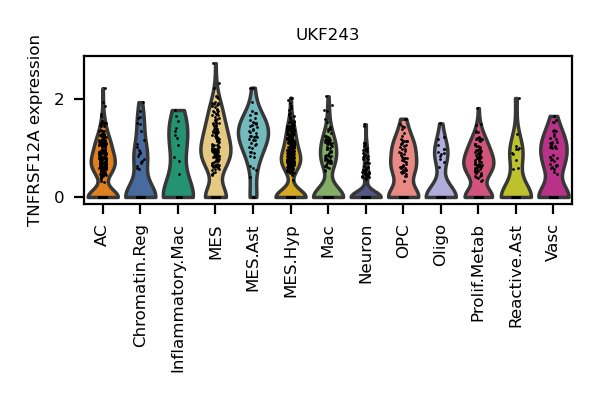 UKF243
TNFRSF12A expression
2
0
AC
Chromatin.Reg
Inflammatory.Mac
MES
MES.Ast
MES.Hyp
Mac
Neuron
OPC
Oligo
Prolif.Metab
Reactive.Ast
Vasc